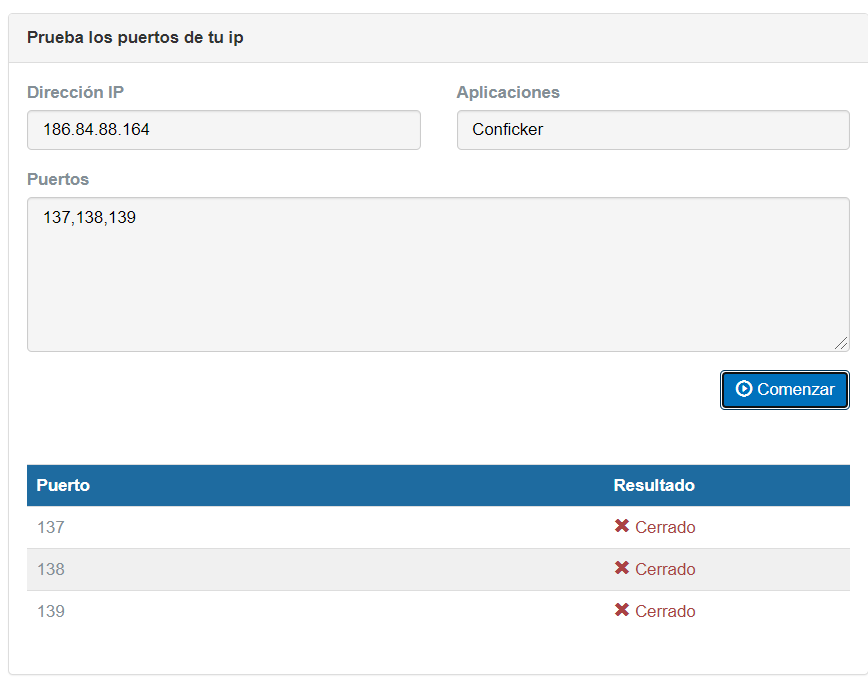 Prueba los puertos de tu ip
Dirección IP
Aplicaciones
186.84.88.164
Conficker
Puertos
137,138,139
Comenzar
Puerto
Resultado
137
Cerrado
138
Cerrado
139
Cerrado